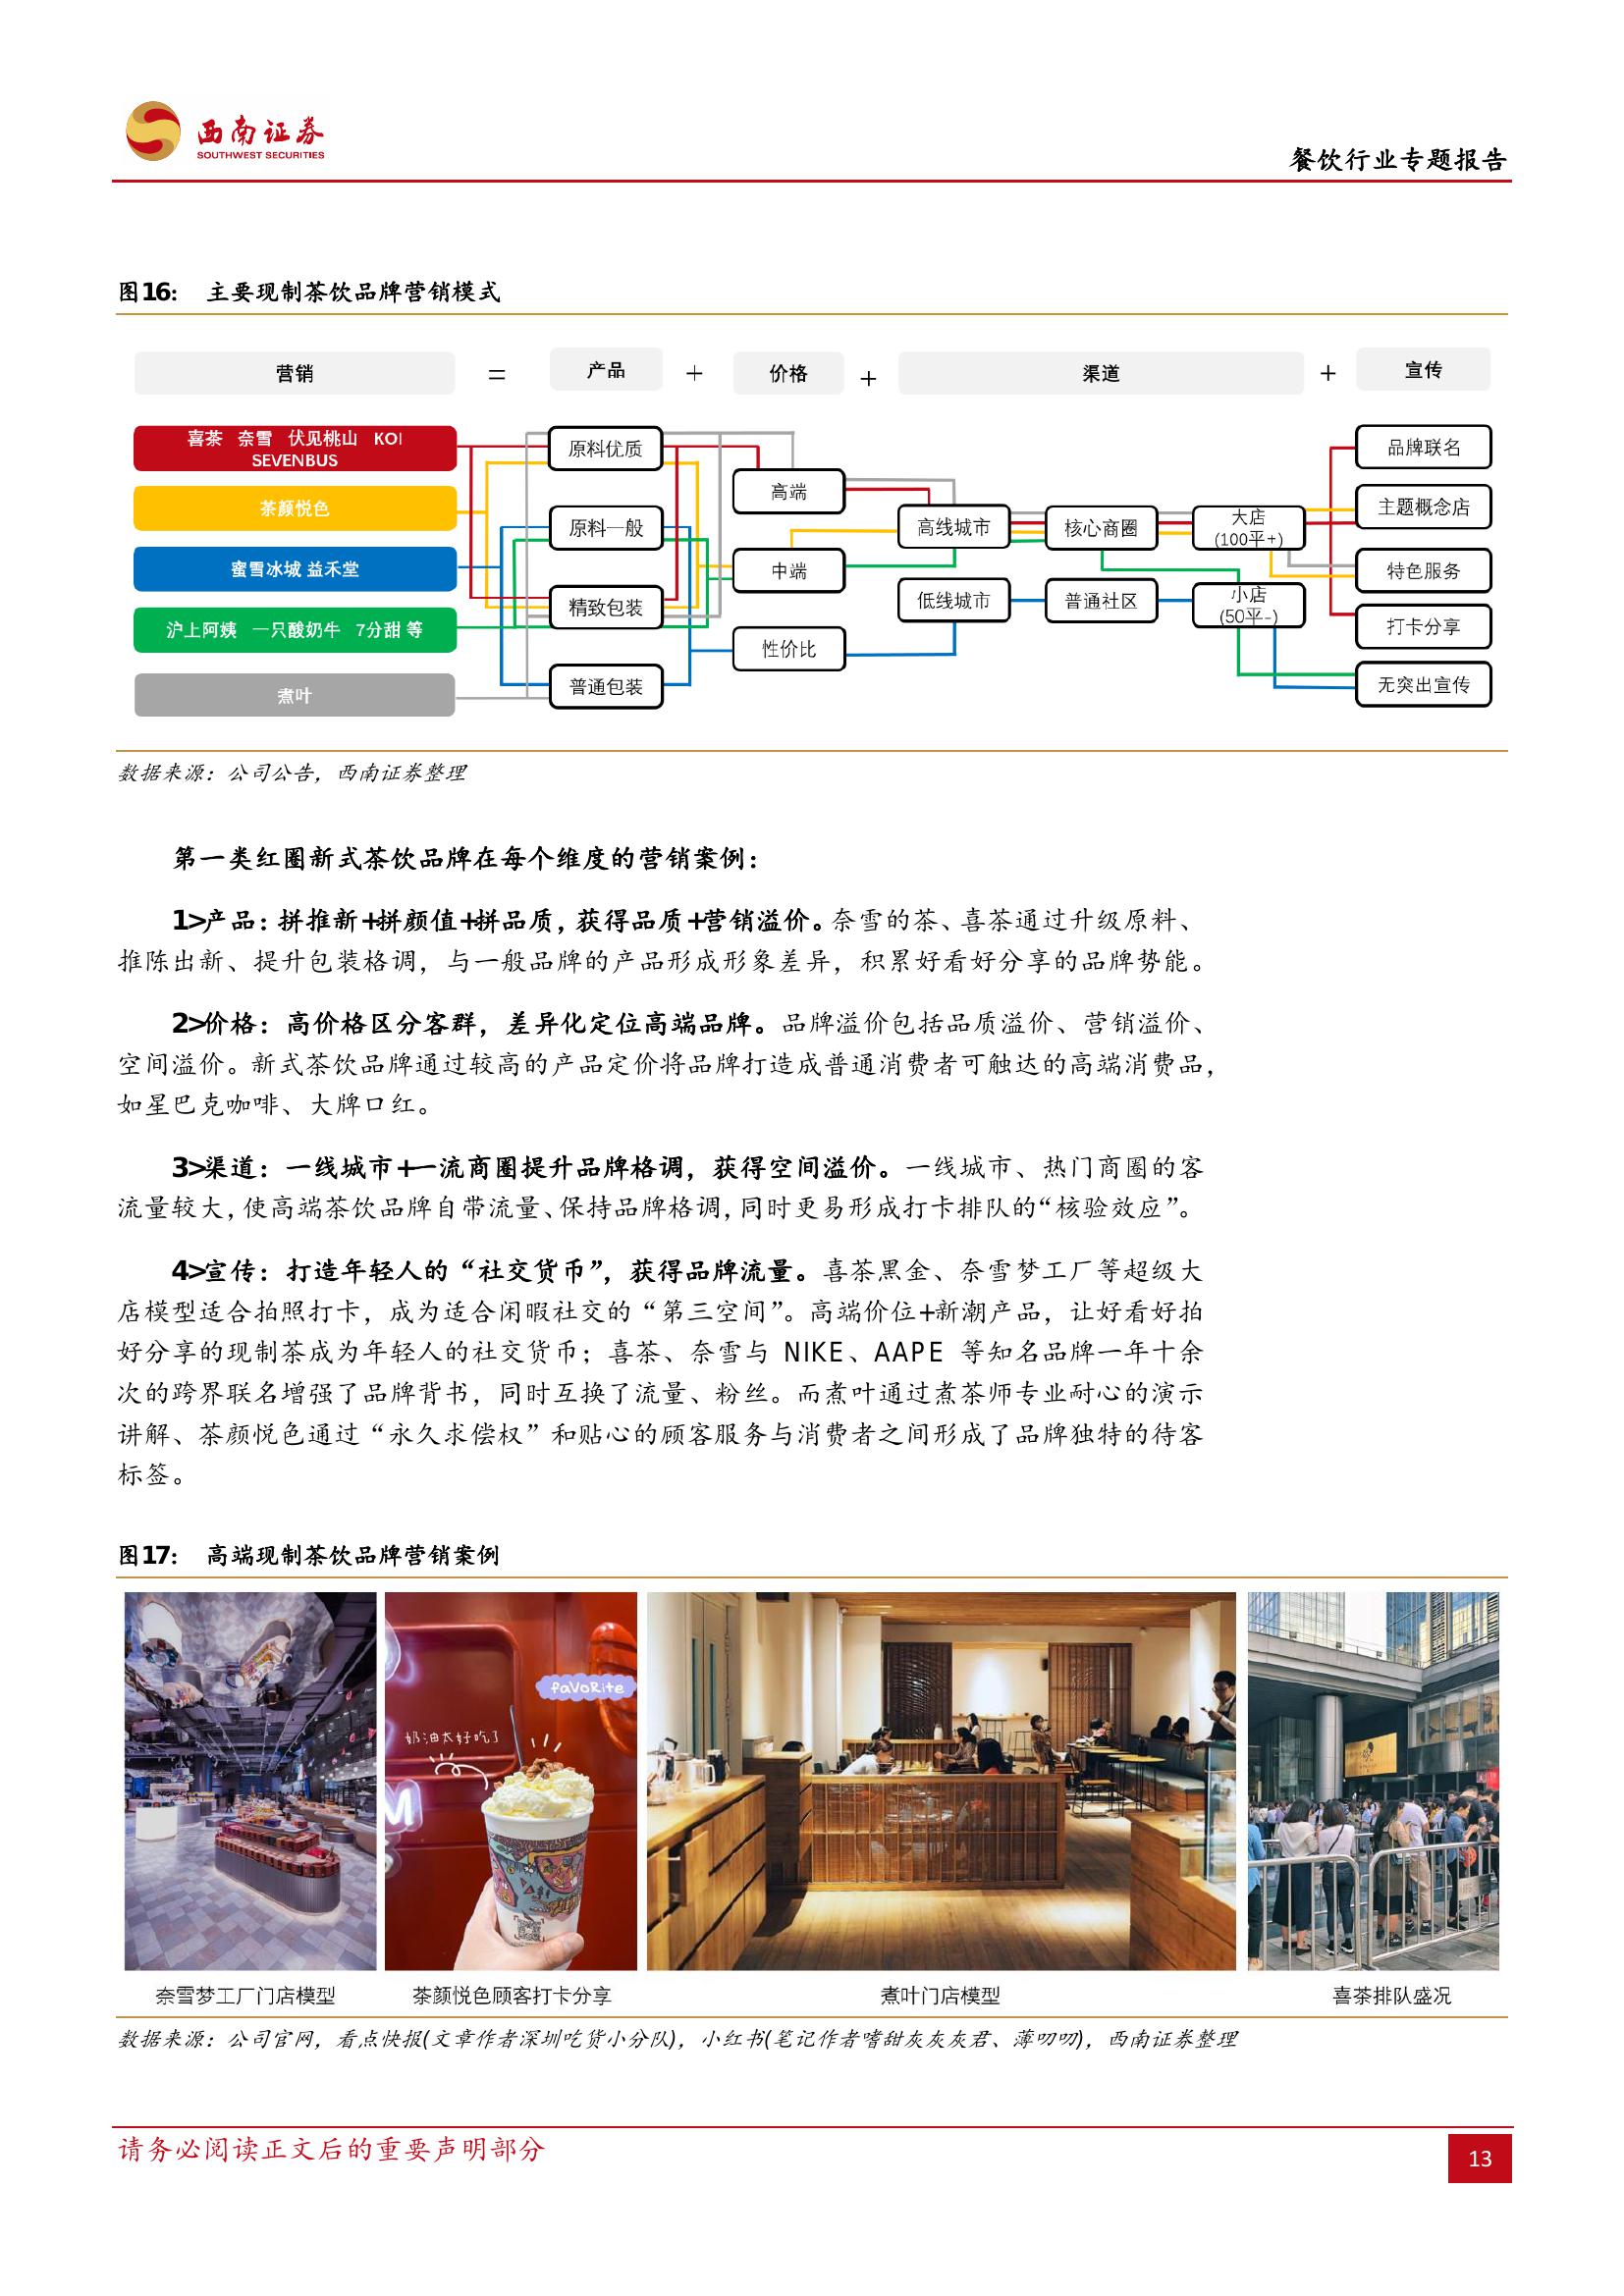 西南证券
SOUTHWEST SECURITIES
餐饮行业专题报告
图16： 主要现制茶饮品牌营销模式
营销 = 产品 + 价格 + 渠道 + 宣传
喜茶 奈雪 伏见桃山 KOI
SEVENBUS
茶颜悦色
蜜雪冰城 益禾堂
沪上阿姨 一只酸奶牛 7分甜 等
煮叶
原料优质
原料一般
精致包装
普通包装
高端
中端
性价比
高线城市
低线城市
核心商圈
普通社区
大店
(100平+)
小店
(50平-)
品牌联名
主题概念店
特色服务
打卡分享
无突出宣传
数据来源：公司公告，西南证券整理
第一类红圈新式茶饮品牌在每个维度的营销案例：
1>产品：拼推新+拼颜值+拼品质，获得品质+营销溢价。奈雪的茶、喜茶通过升级原料、
推陈出新、提升包装格调，与一般品牌的产品形成形象差异，积累好看好分享的品牌势能。
2>价格：高价格区分客群，差异化定位高端品牌。品牌溢价包括品质溢价、营销溢价、
空间溢价。新式茶饮品牌通过较高的产品定价将品牌打造成普通消费者可触达的高端消费品，
如星巴克咖啡、大牌口红。
3>渠道：一线城市+一流商圈提升品牌格调，获得空间溢价。一线城市、热门商圈的客
流量较大，使高端茶饮品牌自带流量、保持品牌格调，同时更易形成打卡排队的“核验效应”。
4>宣传：打造年轻人的“社交货币”，获得品牌流量。喜茶黑金、奈雪梦工厂等超级大
店模型适合拍照打卡，成为适合闲暇社交的“第三空间”。高端价位+新潮产品，让好看好拍
好分享的现制茶成为年轻人的社交货币；喜茶、奈雪与 NIKE、AAPE 等知名品牌一年十余
次的跨界联名增强了品牌背书，同时互换了流量、粉丝。而煮叶通过煮茶师专业耐心的演示
讲解、茶颜悦色通过“永久求偿权”和贴心的顾客服务与消费者之间形成了品牌独特的待客
标签。
图17： 高端现制茶饮品牌营销案例
faVoRite
奶油太好吃了
M
奈雪梦工厂门店模型
茶颜悦色顾客打卡分享
煮叶门店模型
喜茶排队盛况
数据来源：公司官网，看点快报(文章作者深圳吃货小分队)，小红书(笔记作者嗜甜灰灰灰君、薄叨叨)，西南证券整理
请务必阅读正文后的重要声明部分
13